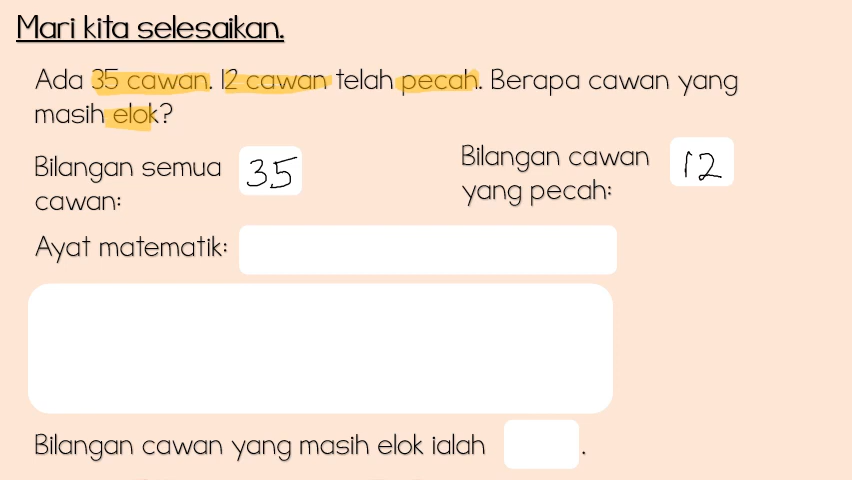 Mari kita selesaikan.
Ada 35 cawan. 12 cawan telah pecah. Berapa cawan yang
masih elok?
Bilangan semua
cawan:
35
Bilangan cawan
yang pecah:
12
Ayat matematik:
Bilangan cawan yang masih elok ialah .